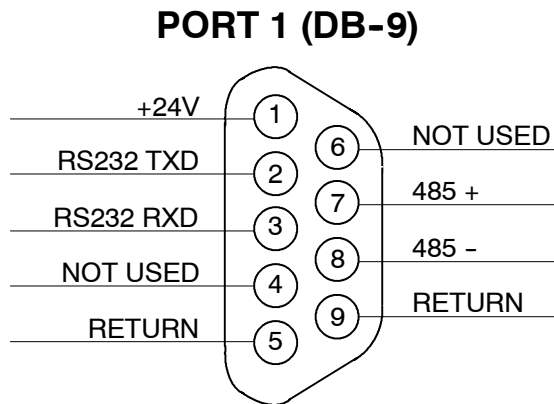 PORT 1 (DB-9)
+24V
1
RS232 TXD
2
RS232 RXD
3
NOT USED
4
RETURN
5
6
NOT USED
7
485 +
8
485 -
9
RETURN